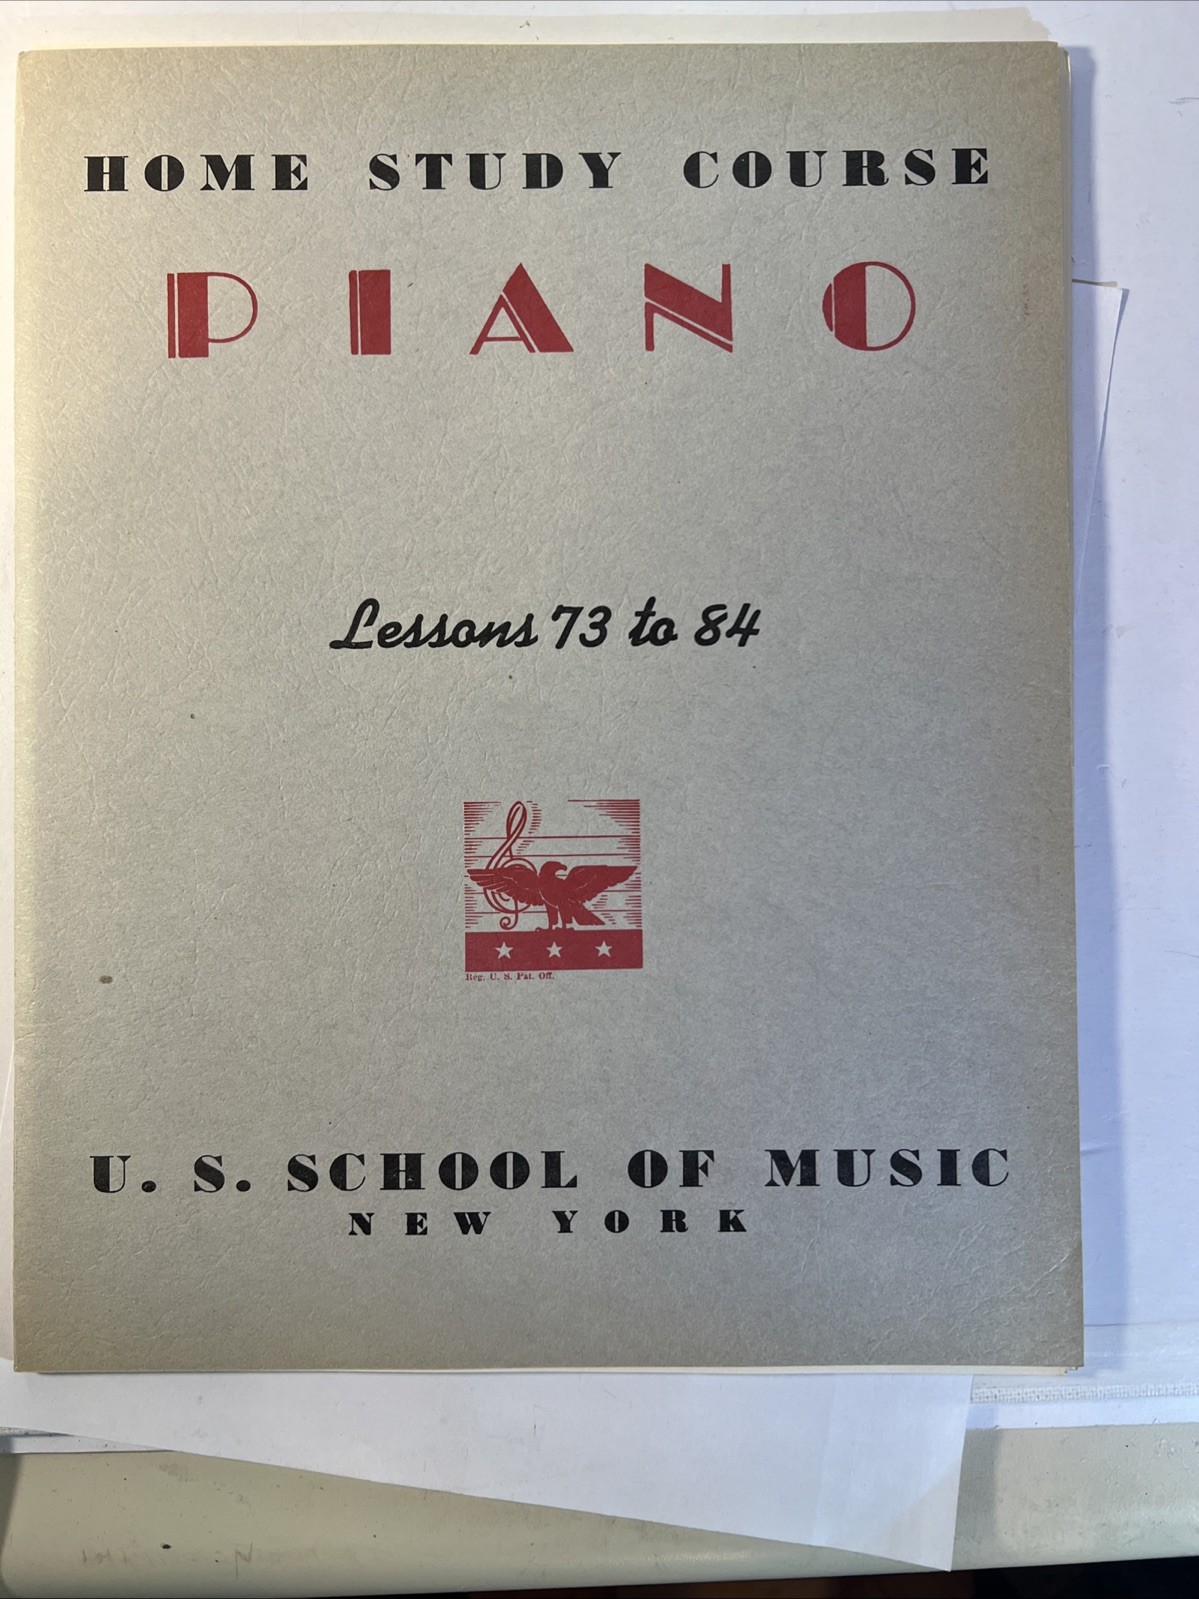 HOME STUDY COURSE
PIANO
Lessons 73 to 84
Reg. U. S. Pat. Off.
U. S. SCHOOL OF MUSIC
NEW YORK